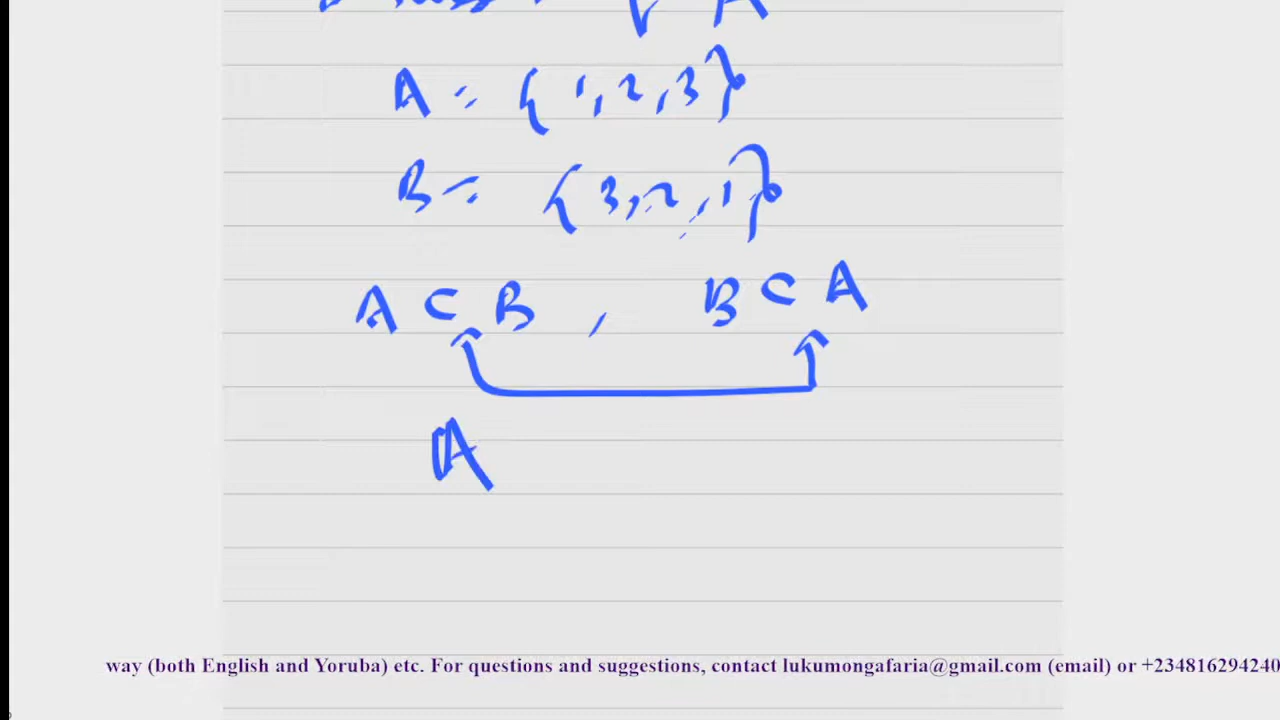 A
A = {1,2,3}
B = {3,2,1}
A ⊂ B , B ⊂ A
A
way (both English and Yoruba) etc. For questions and suggestions, contact lukumongafaria@gmail.com (email) or +234816294240